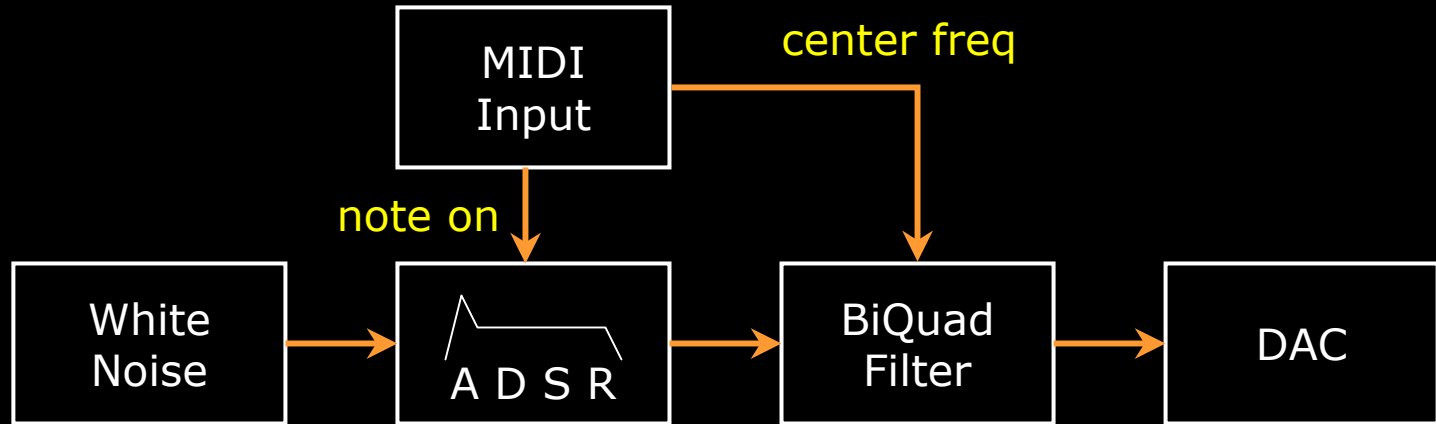 MIDI
Input
center freq
note on
White
Noise
A D S R
BiQuad
Filter
DAC